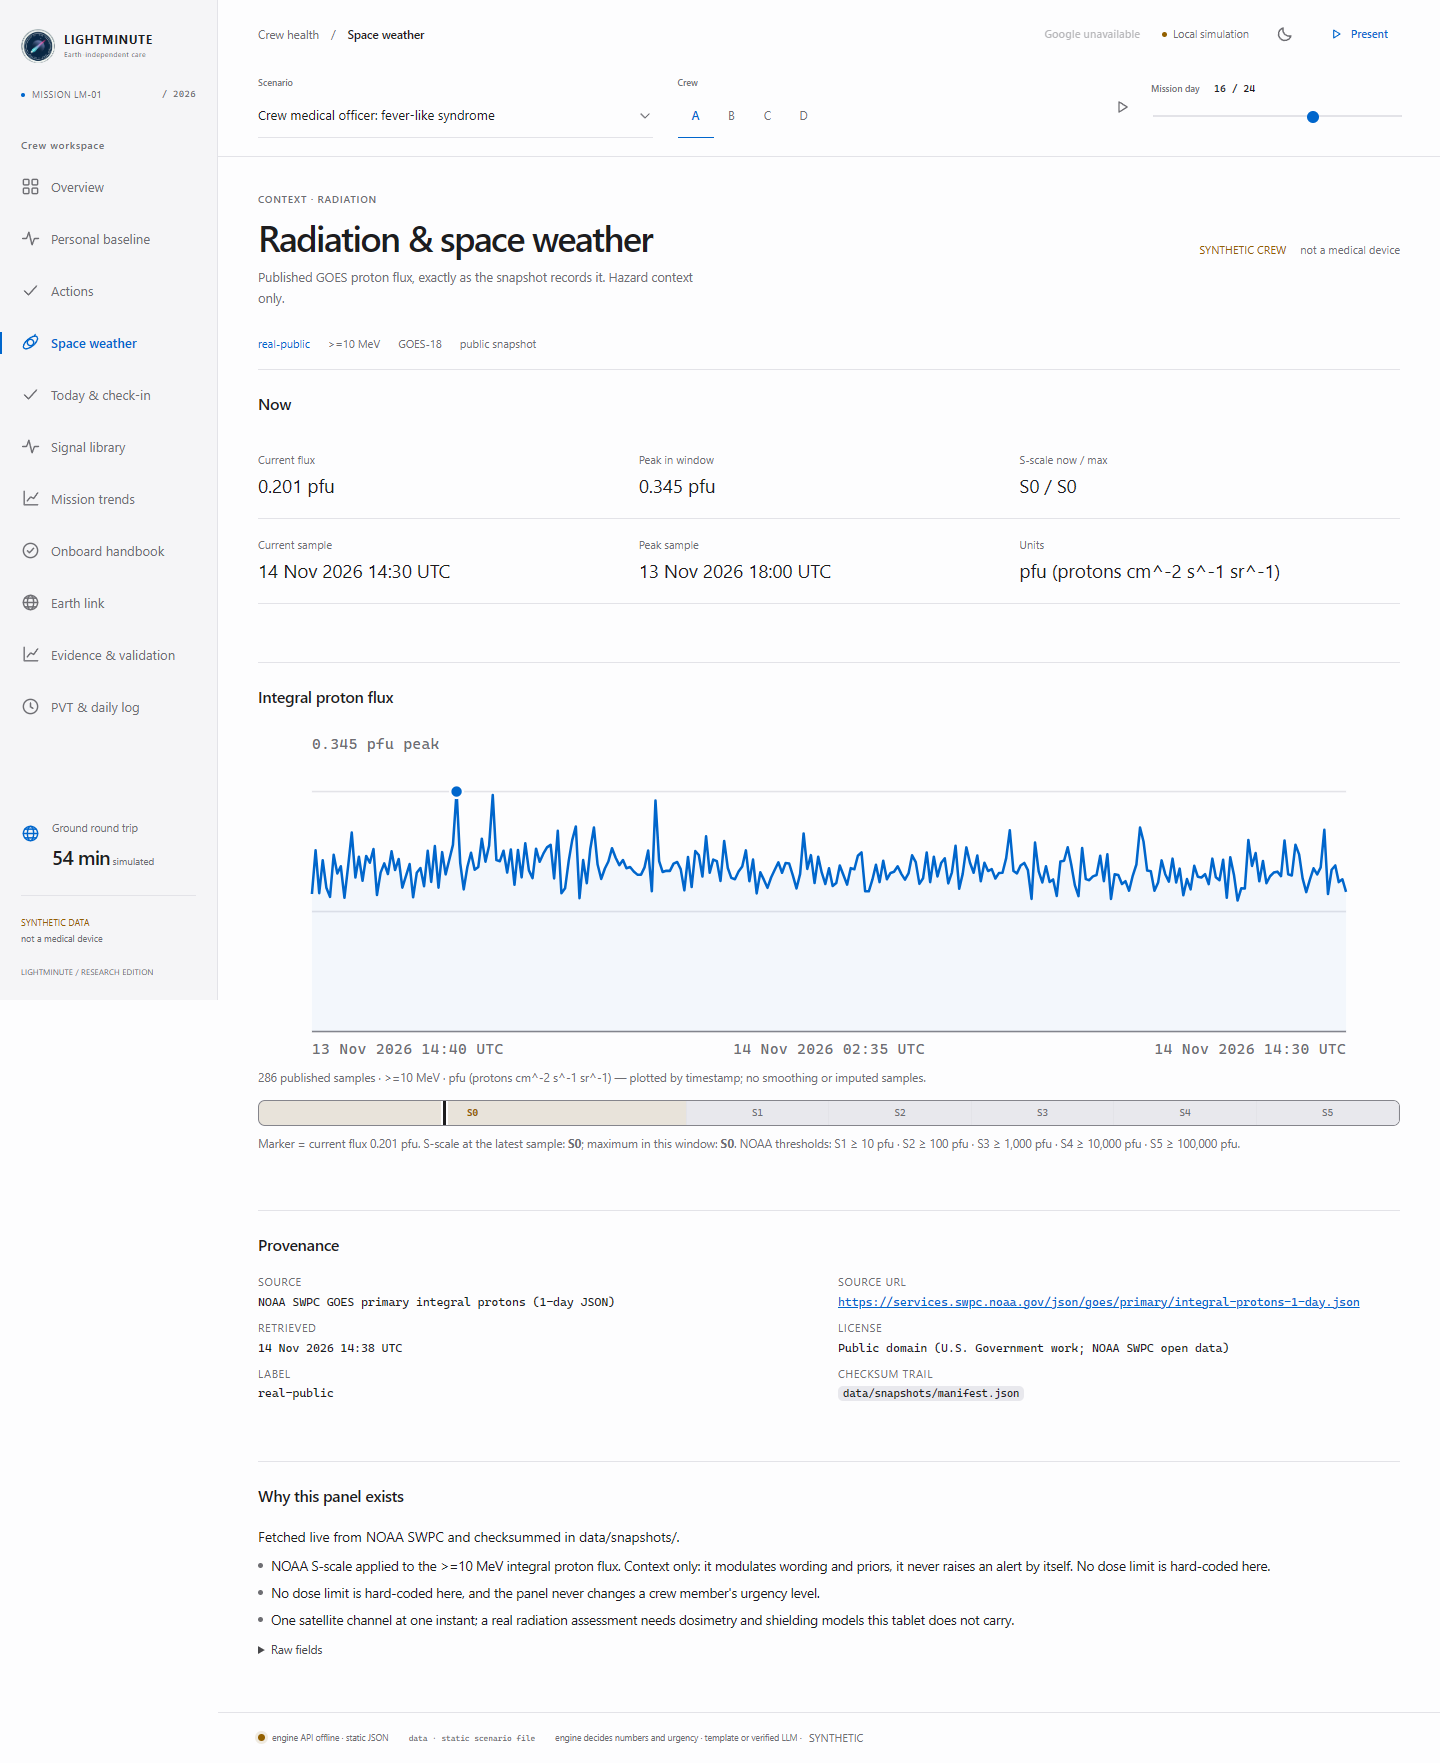 LIGHTMINUTE
Earth independent care
MISSION LM-01 / 2026
Crew workspace
Overview
Personal baseline
Actions
Space weather
Today & check-in
Signal library
Mission trends
Onboard handbook
Earth link
Evidence & validation
PVT & daily log
Ground round trip
54 min simulated
SYNTHETIC DATA
not a medical device
LIGHTMINUTE / RESEARCH EDITION
Crew health / Space weather
Google unavailable
Local simulation
Present
Scenario
Crew medical officer: fever-like syndrome
Crew
A B C D
Mission day 16 / 24
CONTEXT · RADIATION
Radiation & space weather
Published GOES proton flux, exactly as the snapshot records it. Hazard context
only.
SYNTHETIC CREW not a medical device
real-public >=10 MeV GOES-18 public snapshot
Now
Current flux
0.201 pfu
Peak in window
0.345 pfu
S-scale now / max
S0 / S0
Current sample
14 Nov 2026 14:30 UTC
Peak sample
13 Nov 2026 18:00 UTC
Units
pfu (protons cm^-2 s^-1 sr^-1)
Integral proton flux
0.345 pfu peak
13 Nov 2026 14:40 UTC 14 Nov 2026 02:35 UTC 14 Nov 2026 14:30 UTC
286 published samples · >=10 MeV · pfu (protons cm^-2 s^-1 sr^-1) — plotted by timestamp; no smoothing or imputed samples.
S0 S1 S2 S3 S4 S5
Marker = current flux 0.201 pfu. S-scale at the latest sample: S0; maximum in this window: S0. NOAA thresholds: S1 ≥ 10 pfu · S2 ≥ 100 pfu · S3 ≥ 1,000 pfu · S4 ≥ 10,000 pfu · S5 ≥ 100,000 pfu.
Provenance
SOURCE
NOAA SWPC GOES primary integral protons (1-day JSON)
SOURCE URL
https://services.swpc.noaa.gov/json/goes/primary/integral-protons-1-day.json
RETRIEVED
14 Nov 2026 14:38 UTC
LICENSE
Public domain (U.S. Government work; NOAA SWPC open data)
LABEL
real-public
CHECKSUM TRAIL
data/snapshots/manifest.json
Why this panel exists
Fetched live from NOAA SWPC and checksummed in data/snapshots/.
• NOAA S-scale applied to the >=10 MeV integral proton flux. Context only: it modulates wording and priors, it never raises an alert by itself. No dose limit is hard-coded here.
• No dose limit is hard-coded here, and the panel never changes a crew member's urgency level.
• One satellite channel at one instant; a real radiation assessment needs dosimetry and shielding models this tablet does not carry.
Raw fields
engine API offline · static JSON data · static scenario file engine decides numbers and urgency · template or verified LLM · SYNTHETIC